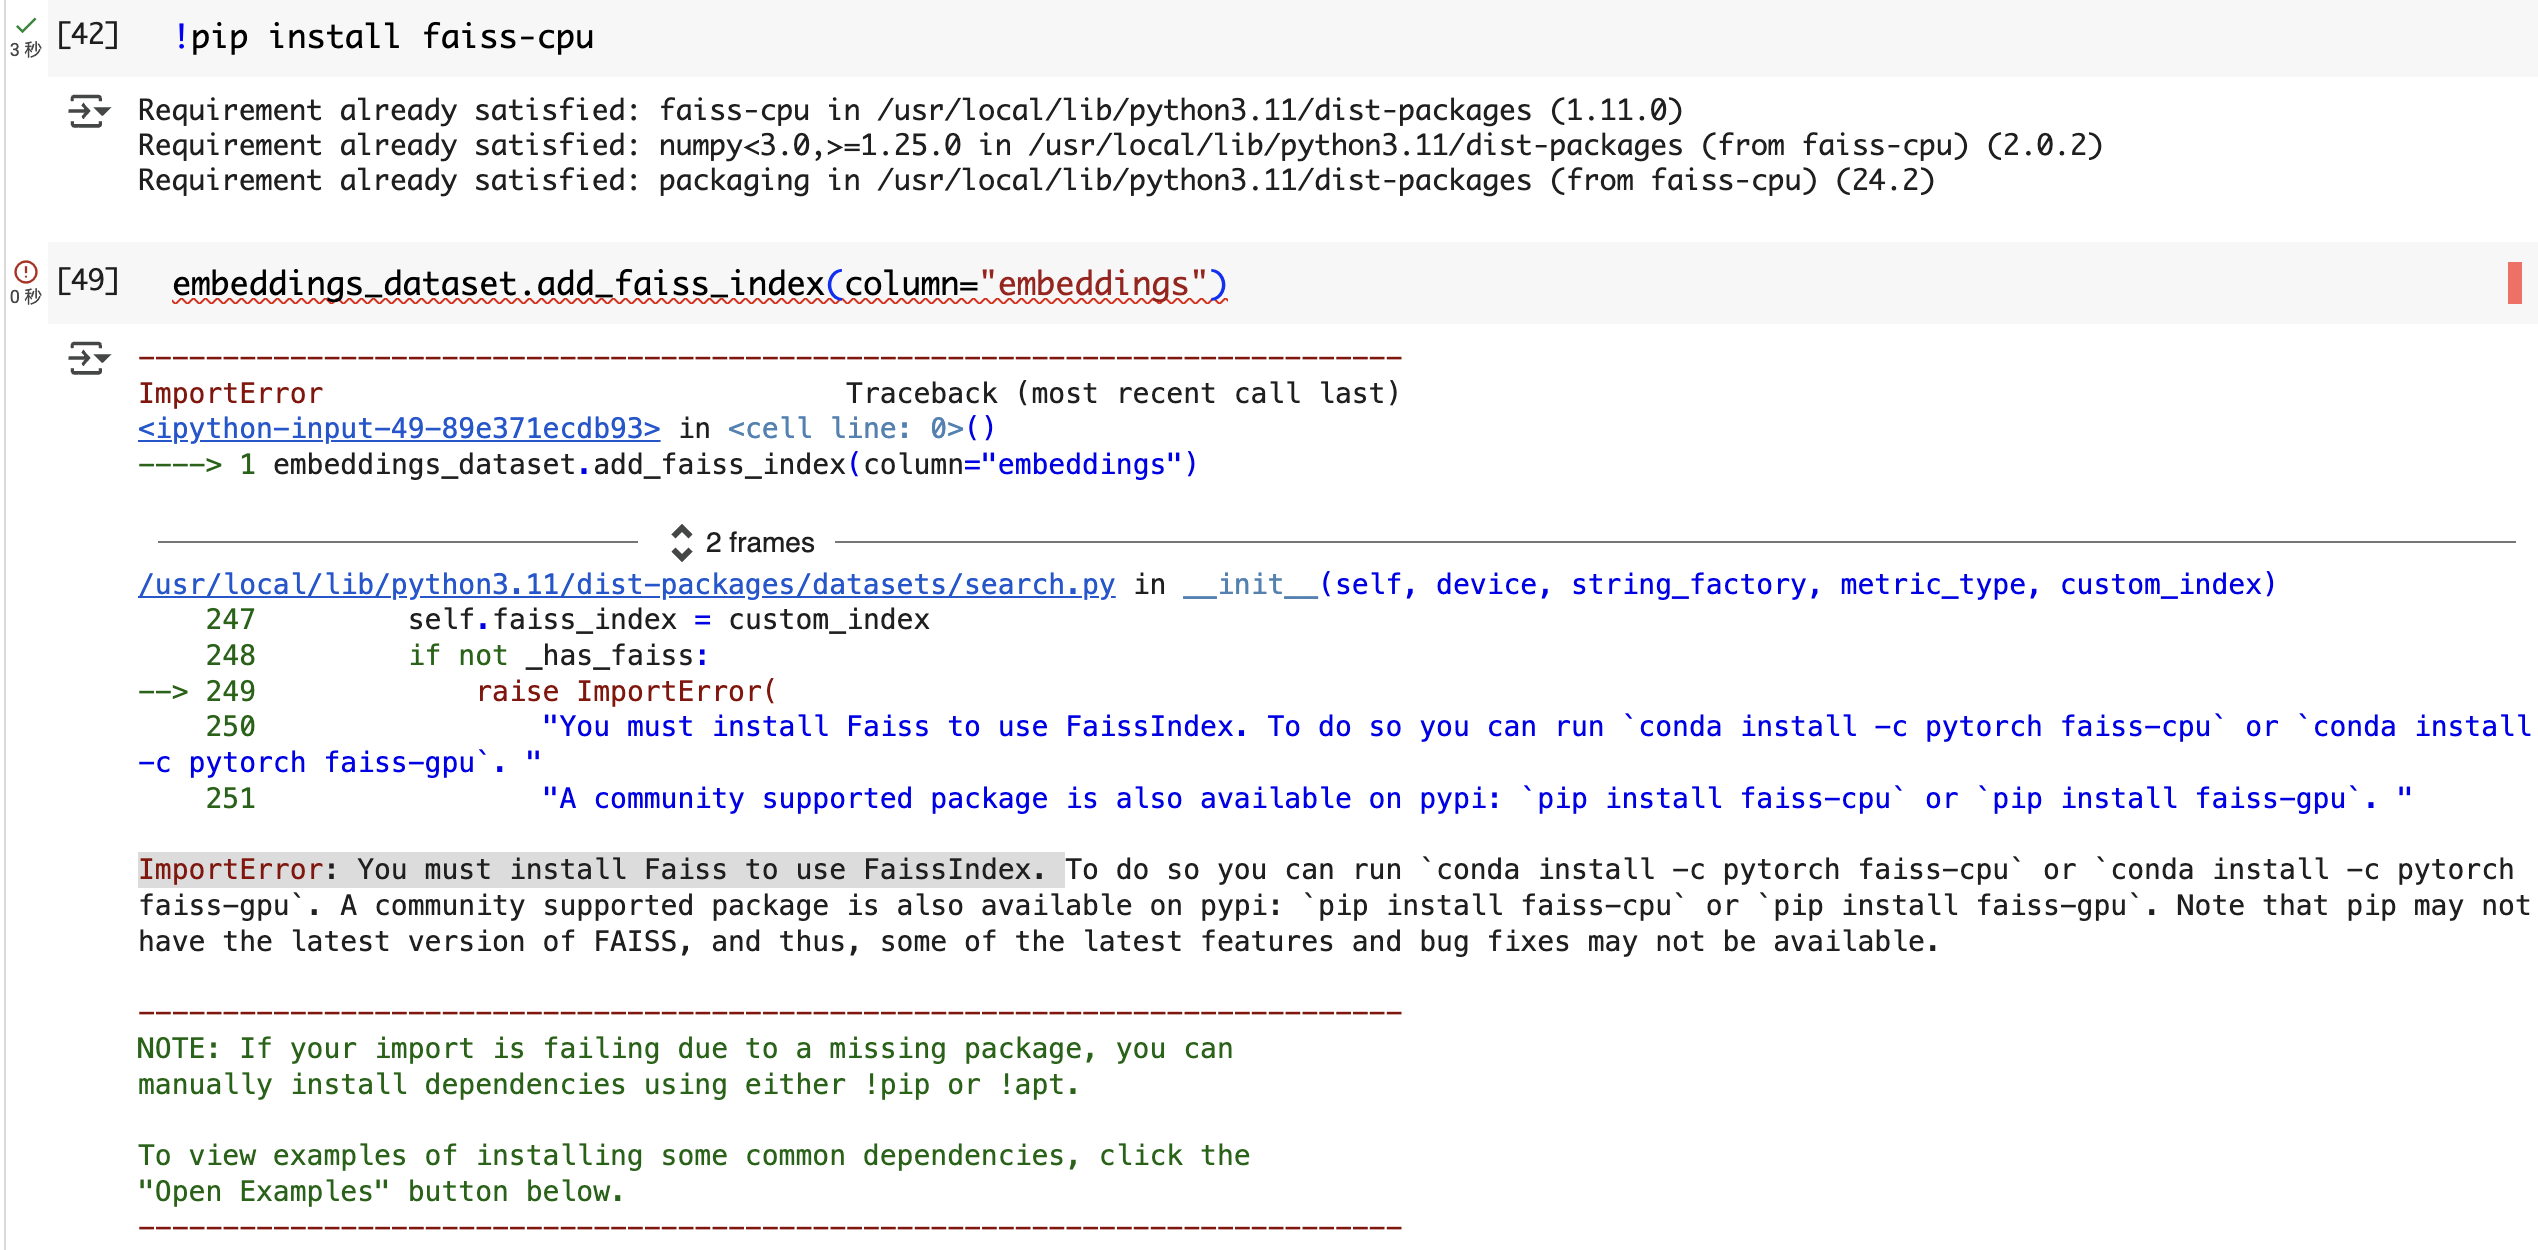 [42] !pip install faiss-cpu
3 秒
Requirement already satisfied: faiss-cpu in /usr/local/lib/python3.11/dist-packages (1.11.0)
Requirement already satisfied: numpy<3.0,>=1.25.0 in /usr/local/lib/python3.11/dist-packages (from faiss-cpu) (2.0.2)
Requirement already satisfied: packaging in /usr/local/lib/python3.11/dist-packages (from faiss-cpu) (24.2)
[49] embeddings_dataset.add_faiss_index(column="embeddings")
0 秒
---------------------------------------------------------------------------
ImportError                               Traceback (most recent call last)
<ipython-input-49-89e371ecdb93> in <cell line: 0>()
----> 1 embeddings_dataset.add_faiss_index(column="embeddings")
2 frames
/usr/local/lib/python3.11/dist-packages/datasets/search.py in __init__(self, device, string_factory, metric_type, custom_index)
    247         self.faiss_index = custom_index
    248         if not _has_faiss:
--> 249             raise ImportError(
    250                 "You must install Faiss to use FaissIndex. To do so you can run `conda install -c pytorch faiss-cpu` or `conda install
-c pytorch faiss-gpu`. "
    251                 "A community supported package is also available on pypi: `pip install faiss-cpu` or `pip install faiss-gpu`. "
ImportError: You must install Faiss to use FaissIndex. To do so you can run `conda install -c pytorch faiss-cpu` or `conda install -c pytorch
faiss-gpu`. A community supported package is also available on pypi: `pip install faiss-cpu` or `pip install faiss-gpu`. Note that pip may not
have the latest version of FAISS, and thus, some of the latest features and bug fixes may not be available.
---------------------------------------------------------------------------
NOTE: If your import is failing due to a missing package, you can
manually install dependencies using either !pip or !apt.
To view examples of installing some common dependencies, click the
"Open Examples" button below.
---------------------------------------------------------------------------